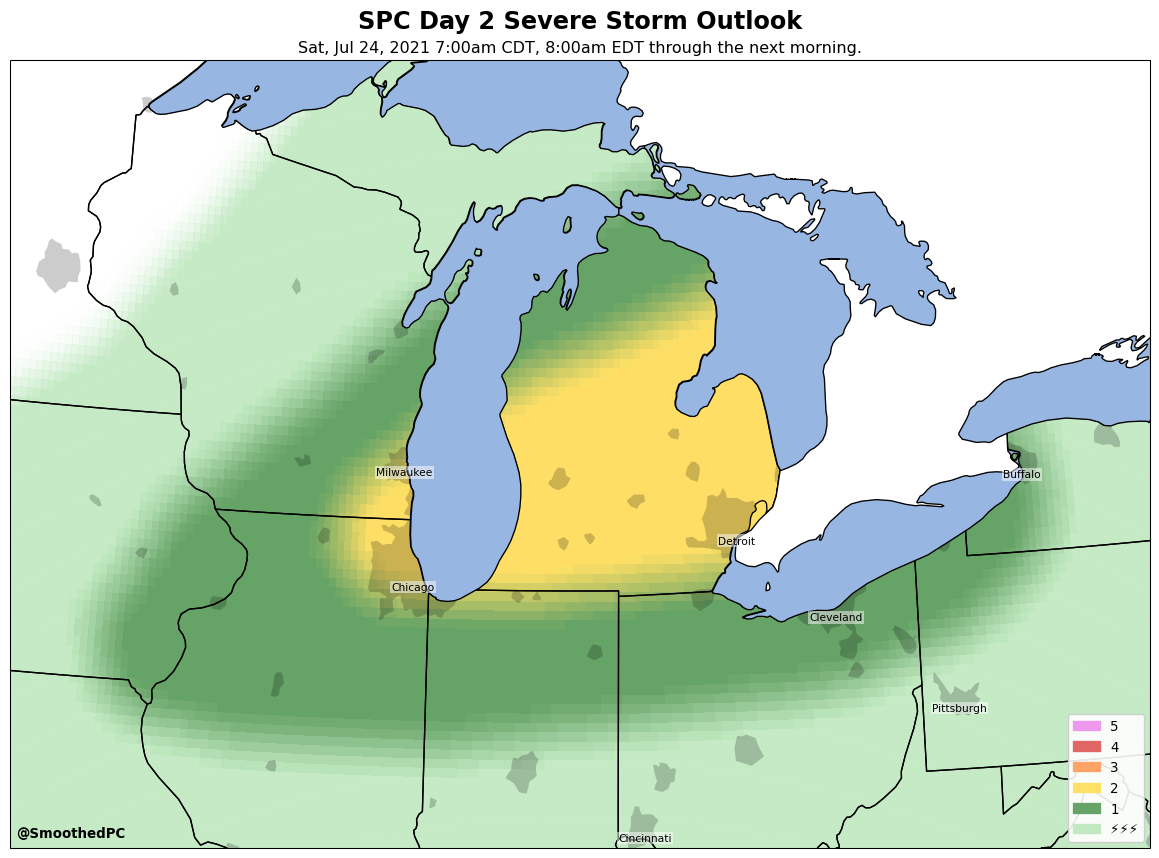 SPC Day 2 Severe Storm Outlook
Sat, Jul 24, 2021 7:00am CDT, 8:00am EDT through the next morning.
Milwaukee
Buffalo
Detroit
Chicago
Cleveland
Pittsburgh
5
4
3
2
1
⚡⚡⚡
@SmoothedPC
Cincinnati